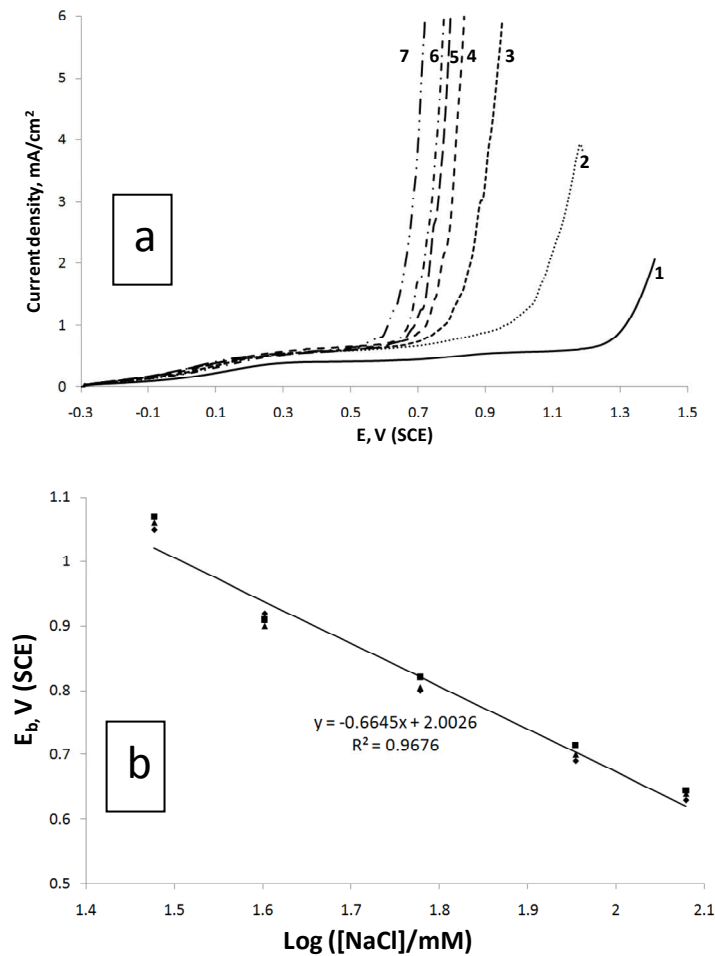 6
5
4
3
2
1
0
Current density, mA/cm²
a
7 6 5 4 3
2
1
-0.3 -0.1 0.1 0.3 0.5 0.7 0.9 1.1 1.3 1.5
E, V (SCE)
1.1
1
0.9
0.8
0.7
0.6
0.5
E_b, V (SCE)
y = -0.6645x + 2.0026
R² = 0.9676
b
1.4 1.5 1.6 1.7 1.8 1.9 2 2.1
Log ([NaCl]/mM)